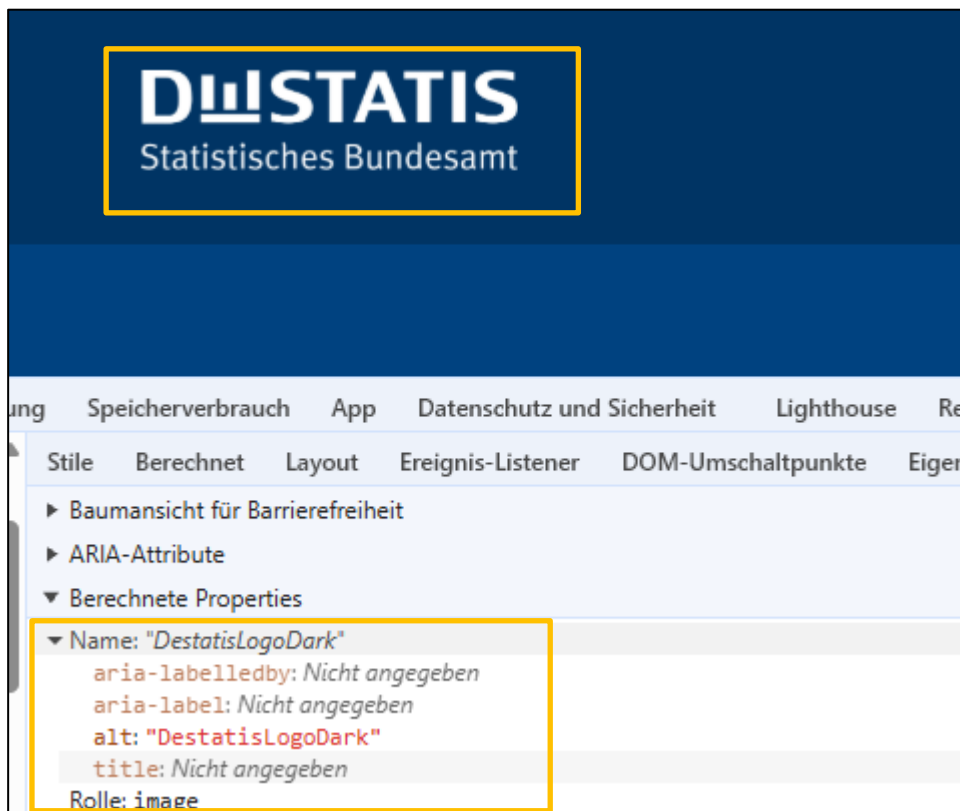 DESTATIS
Statistisches Bundesamt
ung Speicherverbrauch App Datenschutz und Sicherheit Lighthouse Re
Stile Berechnet Layout Ereignis-Listener DOM-Umschaltpunkte Eigen
Baumansicht für Barrierefreiheit
ARIA-Attribute
Berechnete Properties
Name: "DestatisLogoDark"
aria-labelledby: Nicht angegeben
aria-label: Nicht angegeben
alt: "DestatisLogoDark"
title: Nicht angegeben
Rolle: image